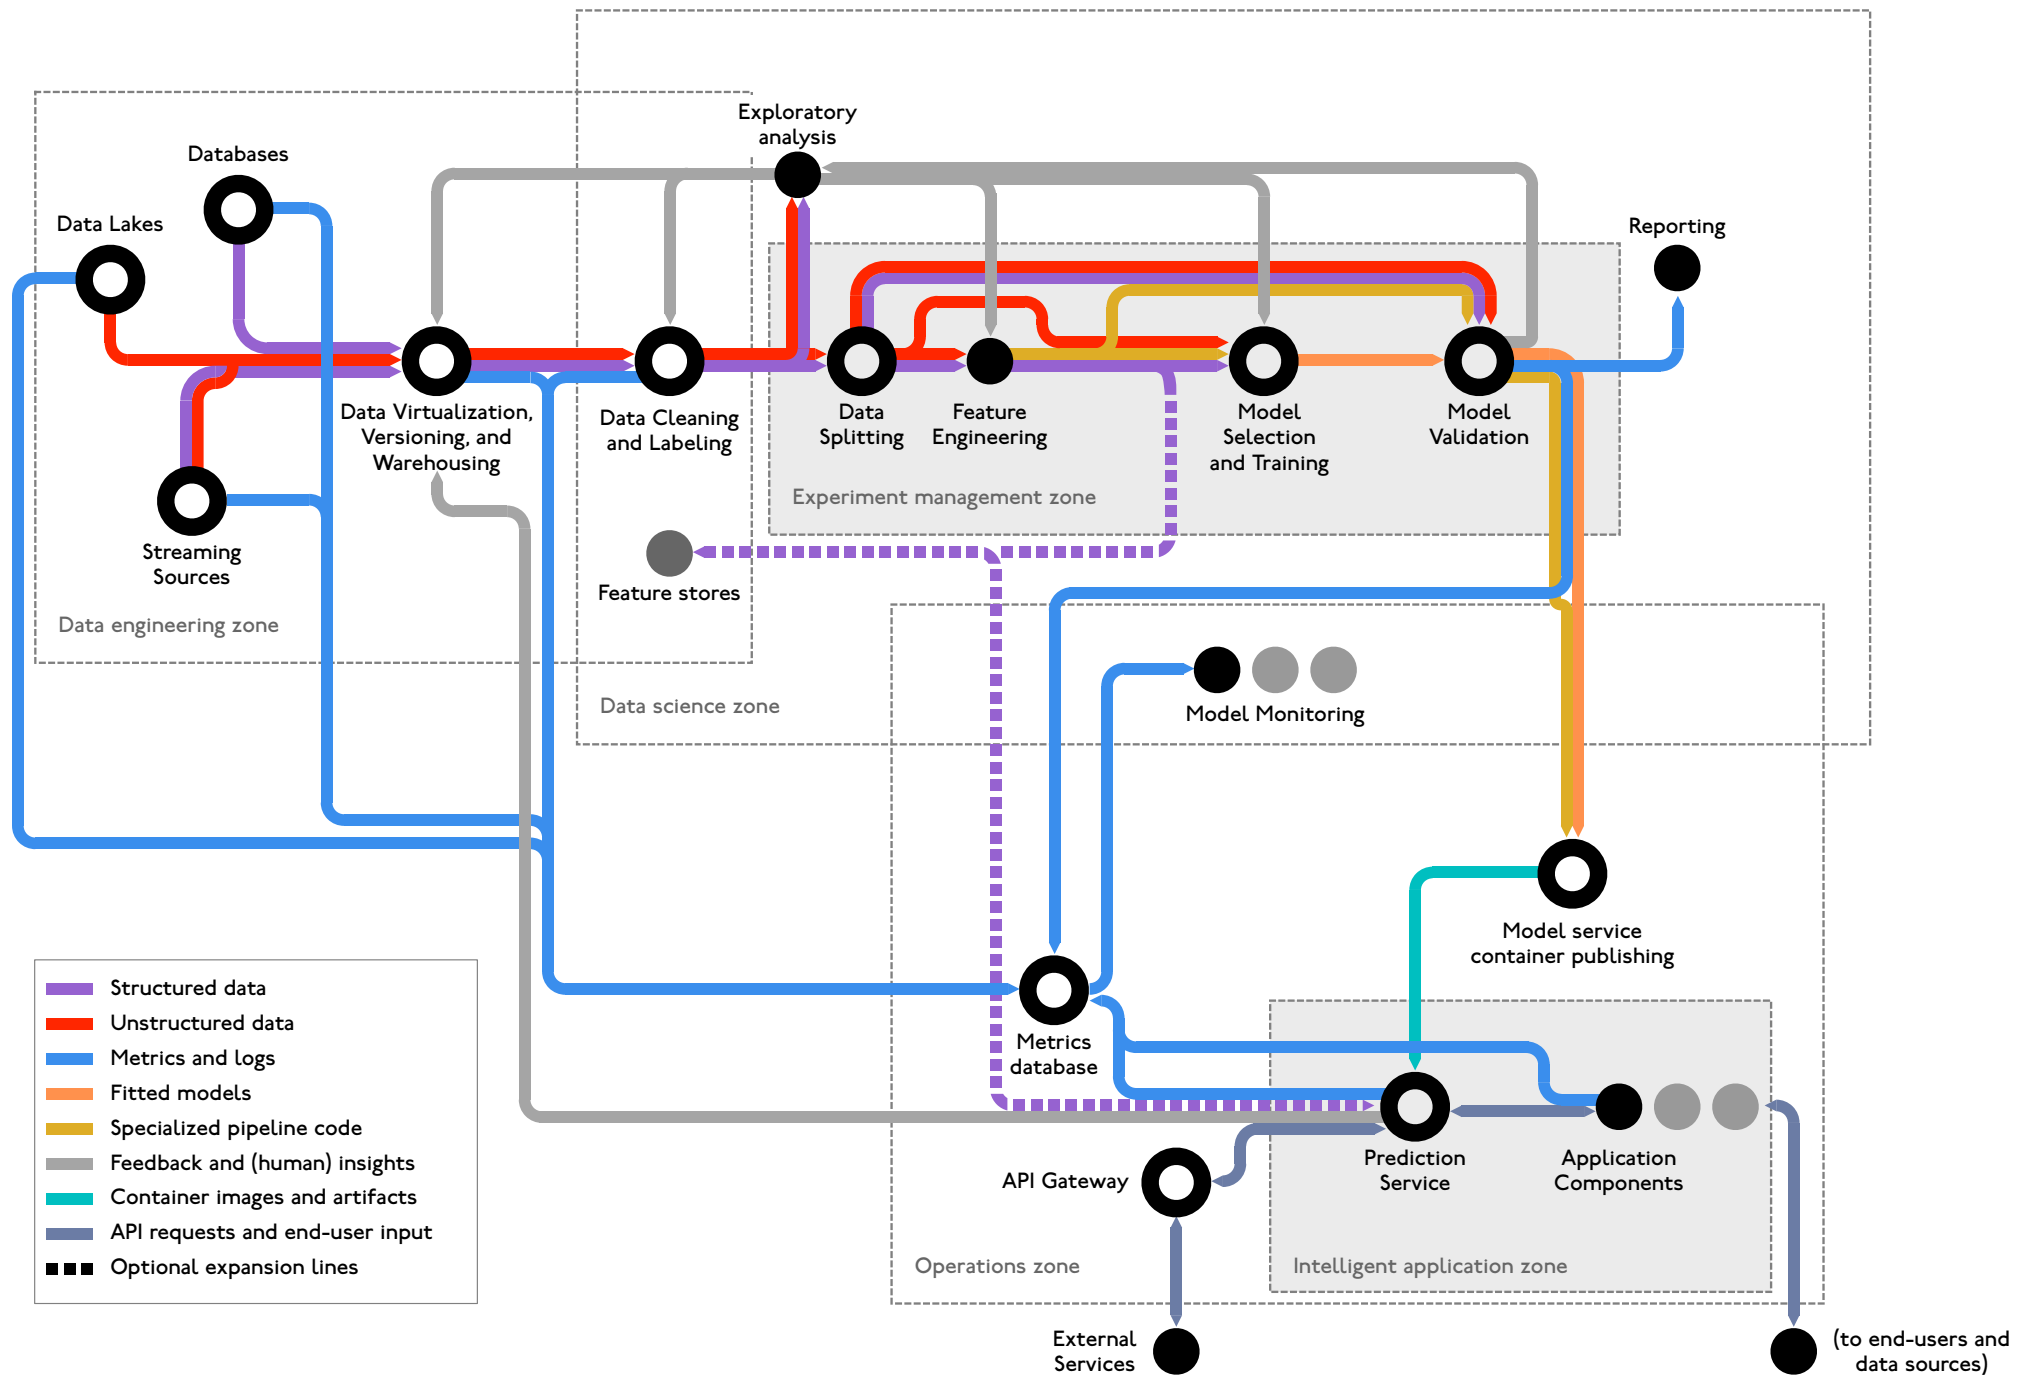 Exploratory
analysis
Databases
Data Lakes
Reporting
Data Virtualization,
Versioning, and
Warehousing
Data Cleaning
and Labeling
Data
Splitting
Feature
Engineering
Model
Selection
and Training
Model
Validation
Experiment management zone
Streaming
Sources
Feature stores
Data engineering zone
Data science zone
Model Monitoring
Model service
container publishing
Metrics
database
Structured data
Unstructured data
Metrics and logs
Fitted models
Specialized pipeline code
Feedback and (human) insights
Container images and artifacts
API requests and end-user input
Optional expansion lines
API Gateway
Prediction
Service
Application
Components
Operations zone
Intelligent application zone
External
Services
(to end-users and
data sources)